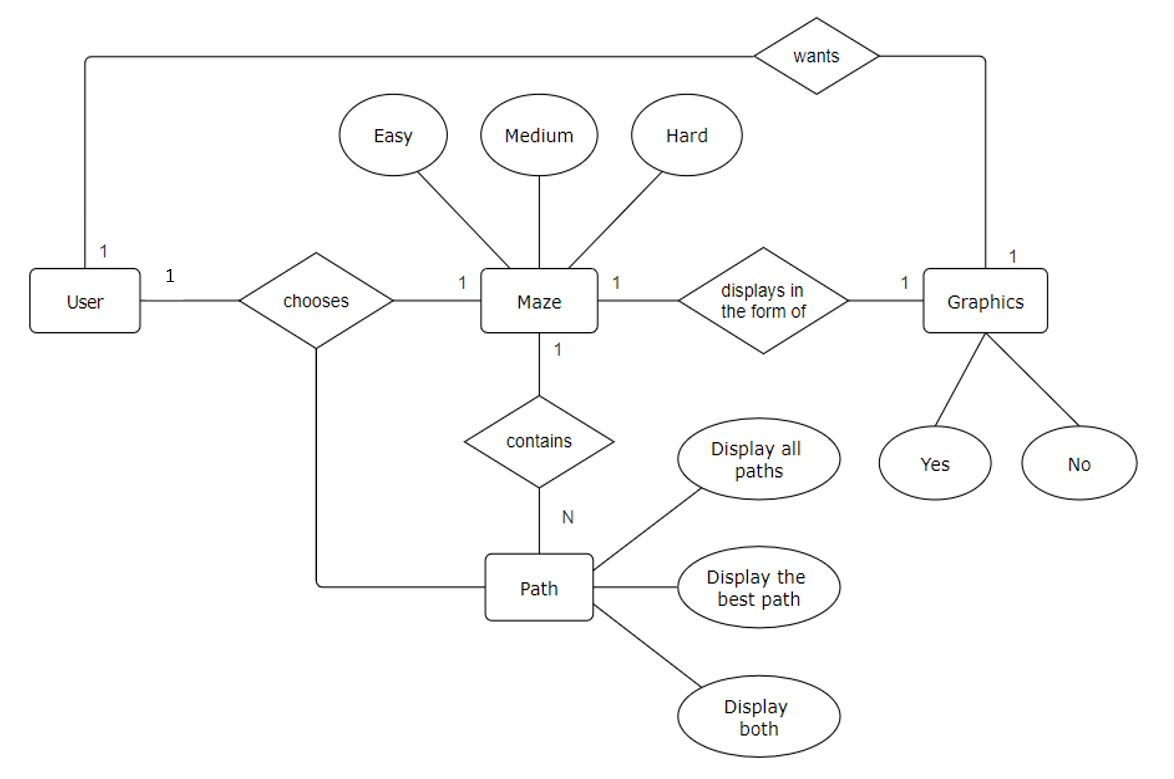 wants
Easy
Medium
Hard
1
1
1
1
1
1
User
chooses
Maze
displays in
the form of
Graphics
1
contains
Display all
paths
Yes
No
N
Path
Display the
best path
Display
both